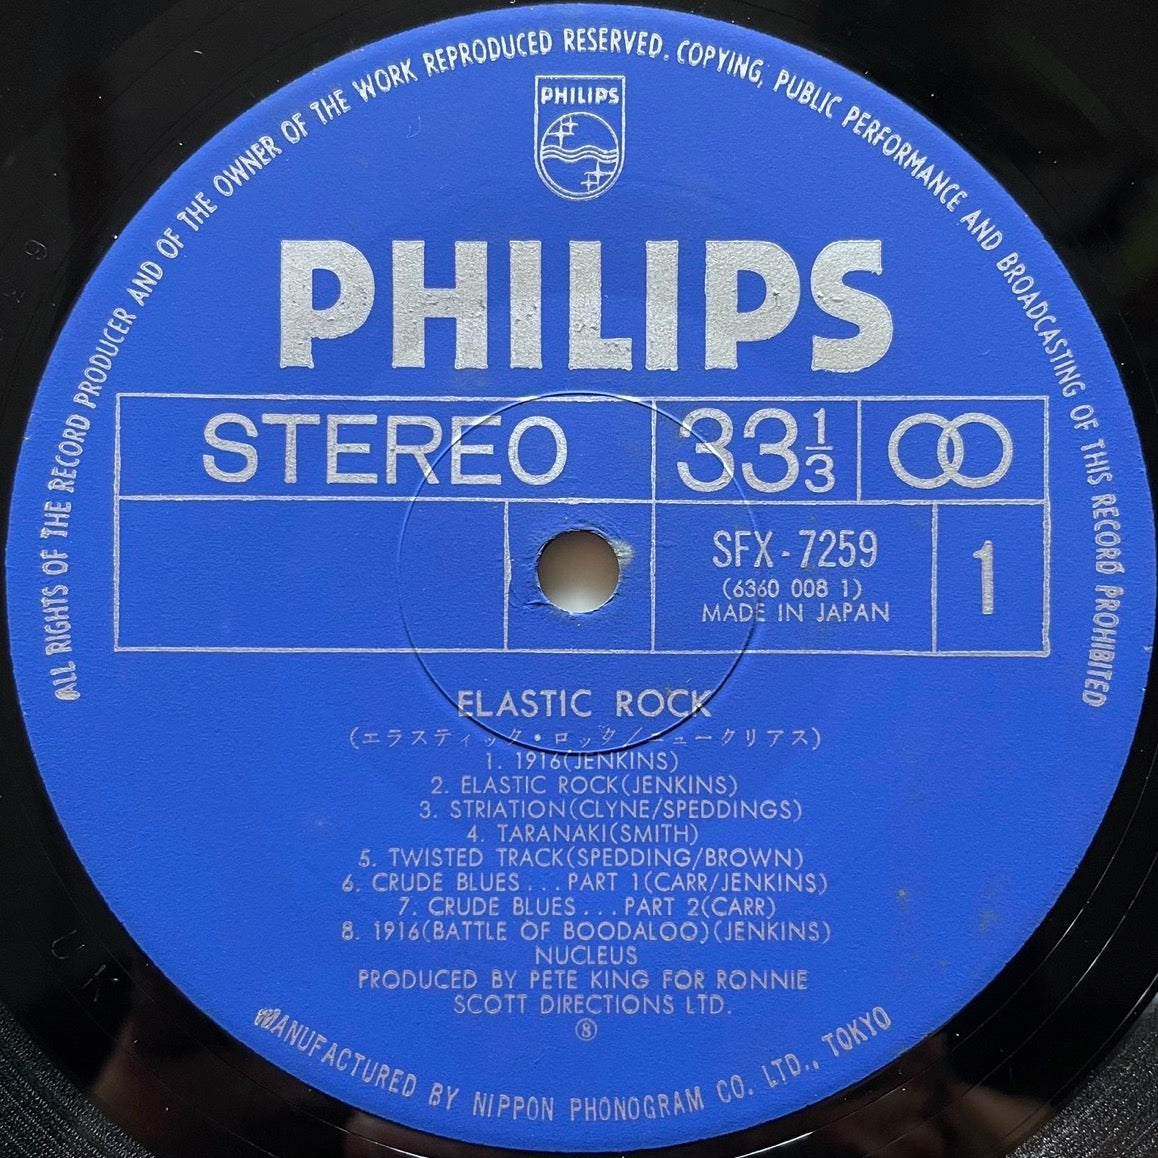 ALL RIGHTS OF THE RECORD PRODUCER AND OF THE OWNER OF THE WORK REPRODUCED RESERVED. COPYING, PUBLIC PERFORMANCE AND BROADCASTING OF THIS RECORD PROHIBITED
PHILIPS
PHILIPS
STEREO 33 1/3
SFX-7259
(6360 008 1)
MADE IN JAPAN
1
ELASTIC ROCK
(エラスティック・ロック/ニュークリアス)
1. 1916(JENKINS)
2. ELASTIC ROCK(JENKINS)
3. STRIATION(CLYNE/SPEDDINGS)
4. TARANAKI(SMITH)
5. TWISTED TRACK(SPEDDING/BROWN)
6. CRUDE BLUES...PART 1(CARR/JENKINS)
7. CRUDE BLUES...PART 2(CARR)
8. 1916(BATTLE OF BOODALOO)(JENKINS)
NUCLEUS
PRODUCED BY PETE KING FOR RONNIE
SCOTT DIRECTIONS LTD.
⑧
MANUFACTURED BY NIPPON PHONOGRAM CO. LTD., TOKYO